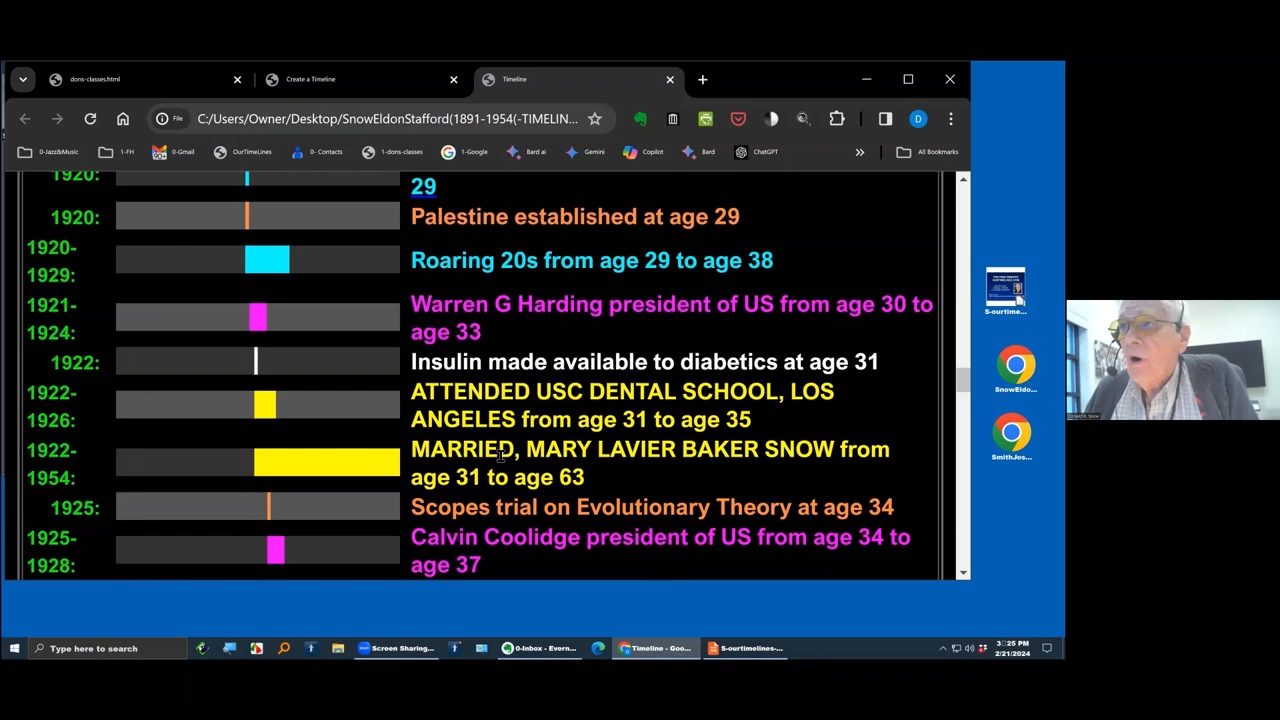 dons-classes.html
Create a Timeline
Timeline
File
C:/Users/Owner/Desktop/SnowEldonStafford(1891-1954(-TIMELIN...
D
0-Jazz&Music
1-FH
0-Gmail
OurTimeLines
0- Contacts
1-dons-classes
1-Google
Bard ai
Gemini
Copilot
Bard
ChatGPT
All Bookmarks
1920:
29
1920:
Palestine established at age 29
1920-
1929:
Roaring 20s from age 29 to age 38
1921-
1924:
Warren G Harding president of US from age 30 to
age 33
1922:
Insulin made available to diabetics at age 31
1922-
1926:
ATTENDED USC DENTAL SCHOOL, LOS
ANGELES from age 31 to age 35
1922-
1954:
MARRIED, MARY LAVIER BAKER SNOW from
age 31 to age 63
1925:
Scopes trial on Evolutionary Theory at age 34
1925-
1928:
Calvin Coolidge president of US from age 34 to
age 37
S-ourtime...
SnowEldo...
SmithJos...
Type here to search
Screen Sharing...
0-Inbox - Evern...
Timeline - Goo...
S-ourtimelines-...
3:25 PM
2/21/2024